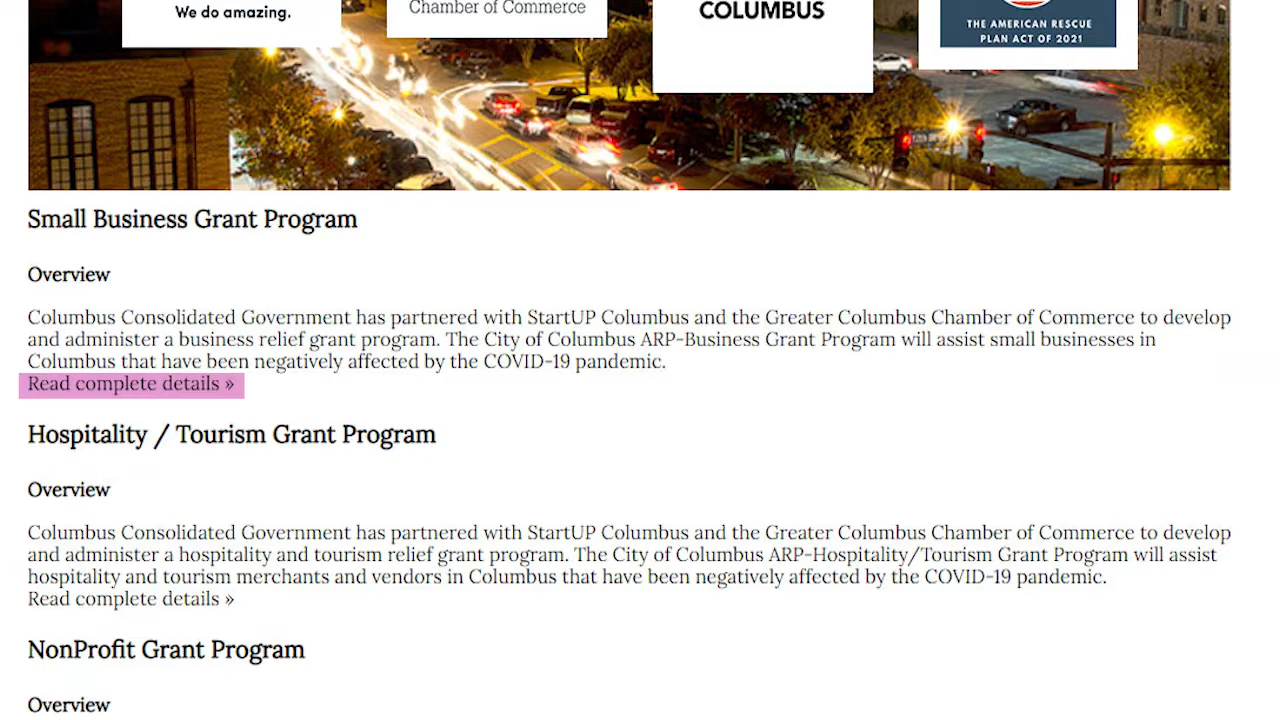 We do amazing.
Chamber of Commerce
COLUMBUS
THE AMERICAN RESCUE
PLAN ACT OF 2021
Small Business Grant Program
Overview
Columbus Consolidated Government has partnered with StartUP Columbus and the Greater Columbus Chamber of Commerce to develop
and administer a business relief grant program. The City of Columbus ARP-Business Grant Program will assist small businesses in
Columbus that have been negatively affected by the COVID-19 pandemic.
Read complete details »
Hospitality / Tourism Grant Program
Overview
Columbus Consolidated Government has partnered with StartUP Columbus and the Greater Columbus Chamber of Commerce to develop
and administer a hospitality and tourism relief grant program. The City of Columbus ARP-Hospitality/Tourism Grant Program will assist
hospitality and tourism merchants and vendors in Columbus that have been negatively affected by the COVID-19 pandemic.
Read complete details »
NonProfit Grant Program
Overview